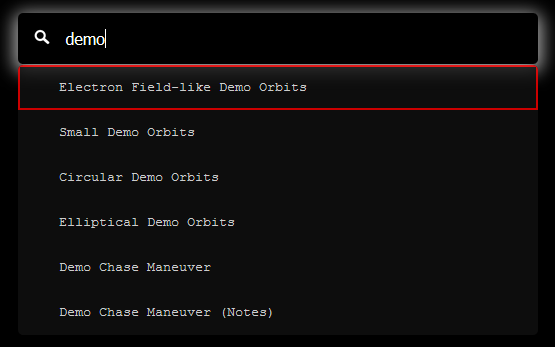 demo
Electron Field-like Demo Orbits
Small Demo Orbits
Circular Demo Orbits
Elliptical Demo Orbits
Demo Chase Maneuver
Demo Chase Maneuver (Notes)